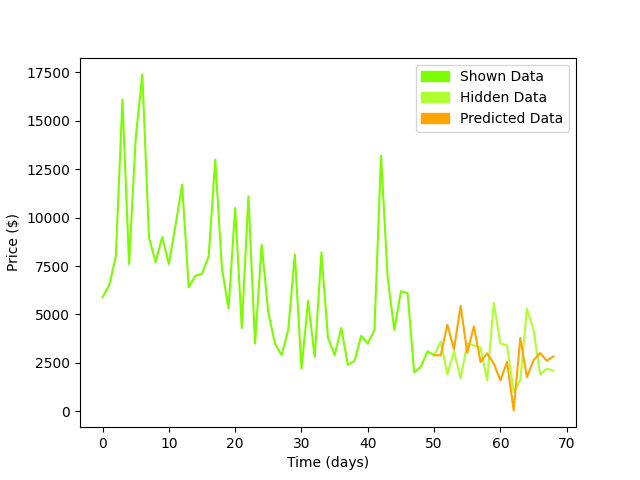 17500
15000
12500
10000
7500
5000
2500
0
0 10 20 30 40 50 60 70
Price ($)
Time (days)
Shown Data
Hidden Data
Predicted Data